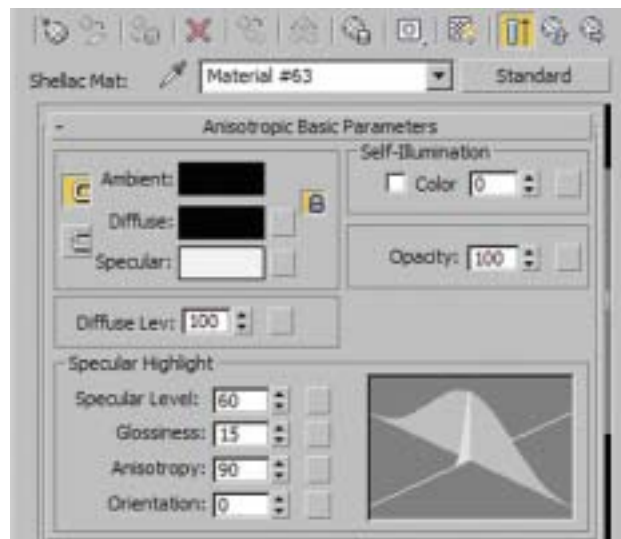 Shellac Mat: Material #63 Standard
- Anisotropic Basic Parameters
Self-Illumination
Ambient:
Color 0
Diffuse:
Specular:
Opacity: 100
Diffuse Lev: 100
Specular Highlight
Specular Level: 60
Glossiness: 15
Anisotropy: 90
Orientation: 0